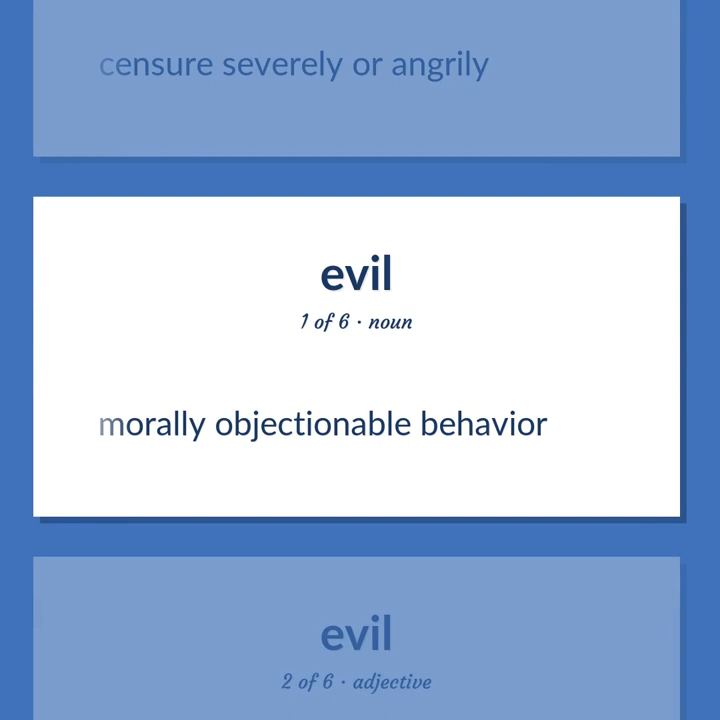 censure severely or angrily
evil
1 of 6 · noun
morally objectionable behavior
evil
2 of 6 · adjective